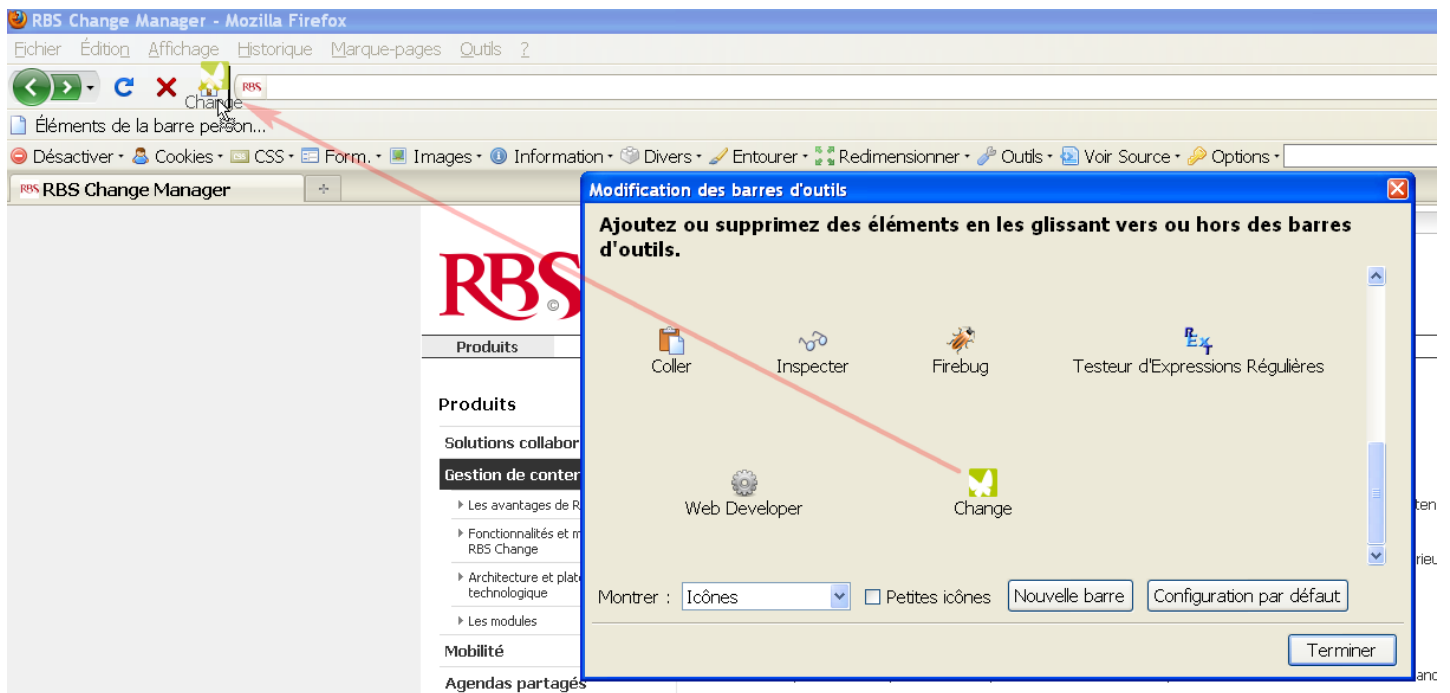 RBS Change Manager - Mozilla Firefox
Fichier Édition Affichage Historique Marque-pages Outils ?
Change
RBS
Éléments de la barre person...
Désactiver Cookies CSS Form. Images Information Divers Entourer Redimensionner Outils Voir Source Options
RBS RBS Change Manager
Modification des barres d'outils
Ajoutez ou supprimez des éléments en les glissant vers ou hors des barres
d'outils.
RBS ©
Produits
Coller Inspecter Firebug Testeur d'Expressions Régulières
REXT
Produits
Solutions collabor
Gestion de conter
Web Developer Change
Les avantages de R
Fonctionnalités et m
RBS Change
Architecture et plat
technologique
Les modules
Mobilité
Agendas partagés
Montrer : Icônes Petites icônes Nouvelle barre Configuration par défaut
Terminer